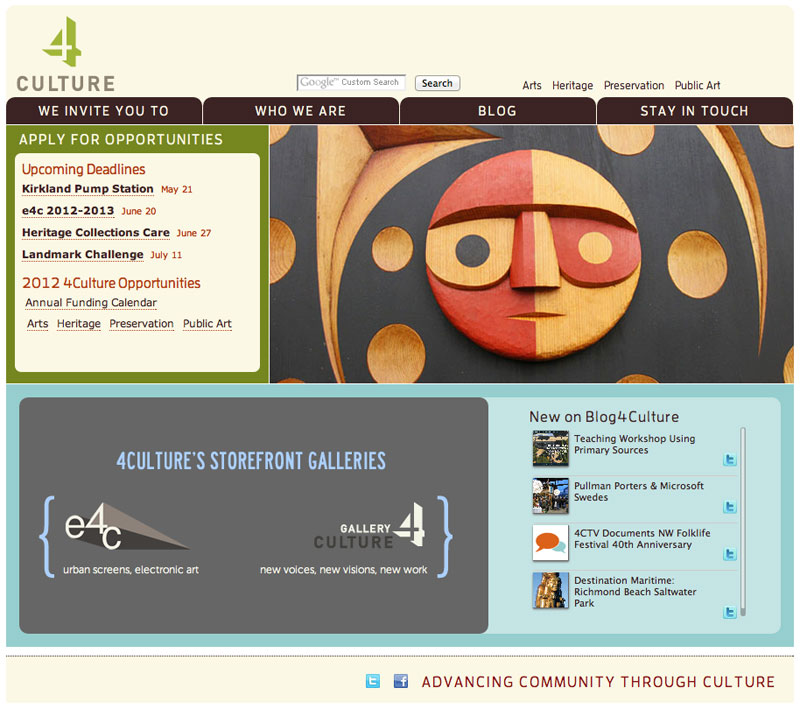 4
CULTURE
Google™ Custom Search
Search
Arts Heritage Preservation Public Art
WE INVITE YOU TO
WHO WE ARE
BLOG
STAY IN TOUCH
APPLY FOR OPPORTUNITIES
Upcoming Deadlines
Kirkland Pump Station May 21
e4c 2012-2013 June 20
Heritage Collections Care June 27
Landmark Challenge July 11
2012 4Culture Opportunities
Annual Funding Calendar
Arts Heritage Preservation Public Art
4CULTURE'S STOREFRONT GALLERIES
e4c
urban screens, electronic art
GALLERY 4
CULTURE
new voices, new visions, new work
New on Blog4Culture
Teaching Workshop Using
Primary Sources
Pullman Porters & Microsoft
Swedes
4CTV Documents NW Folklife
Festival 40th Anniversary
Destination Maritime:
Richmond Beach Saltwater
Park
ADVANCING COMMUNITY THROUGH CULTURE